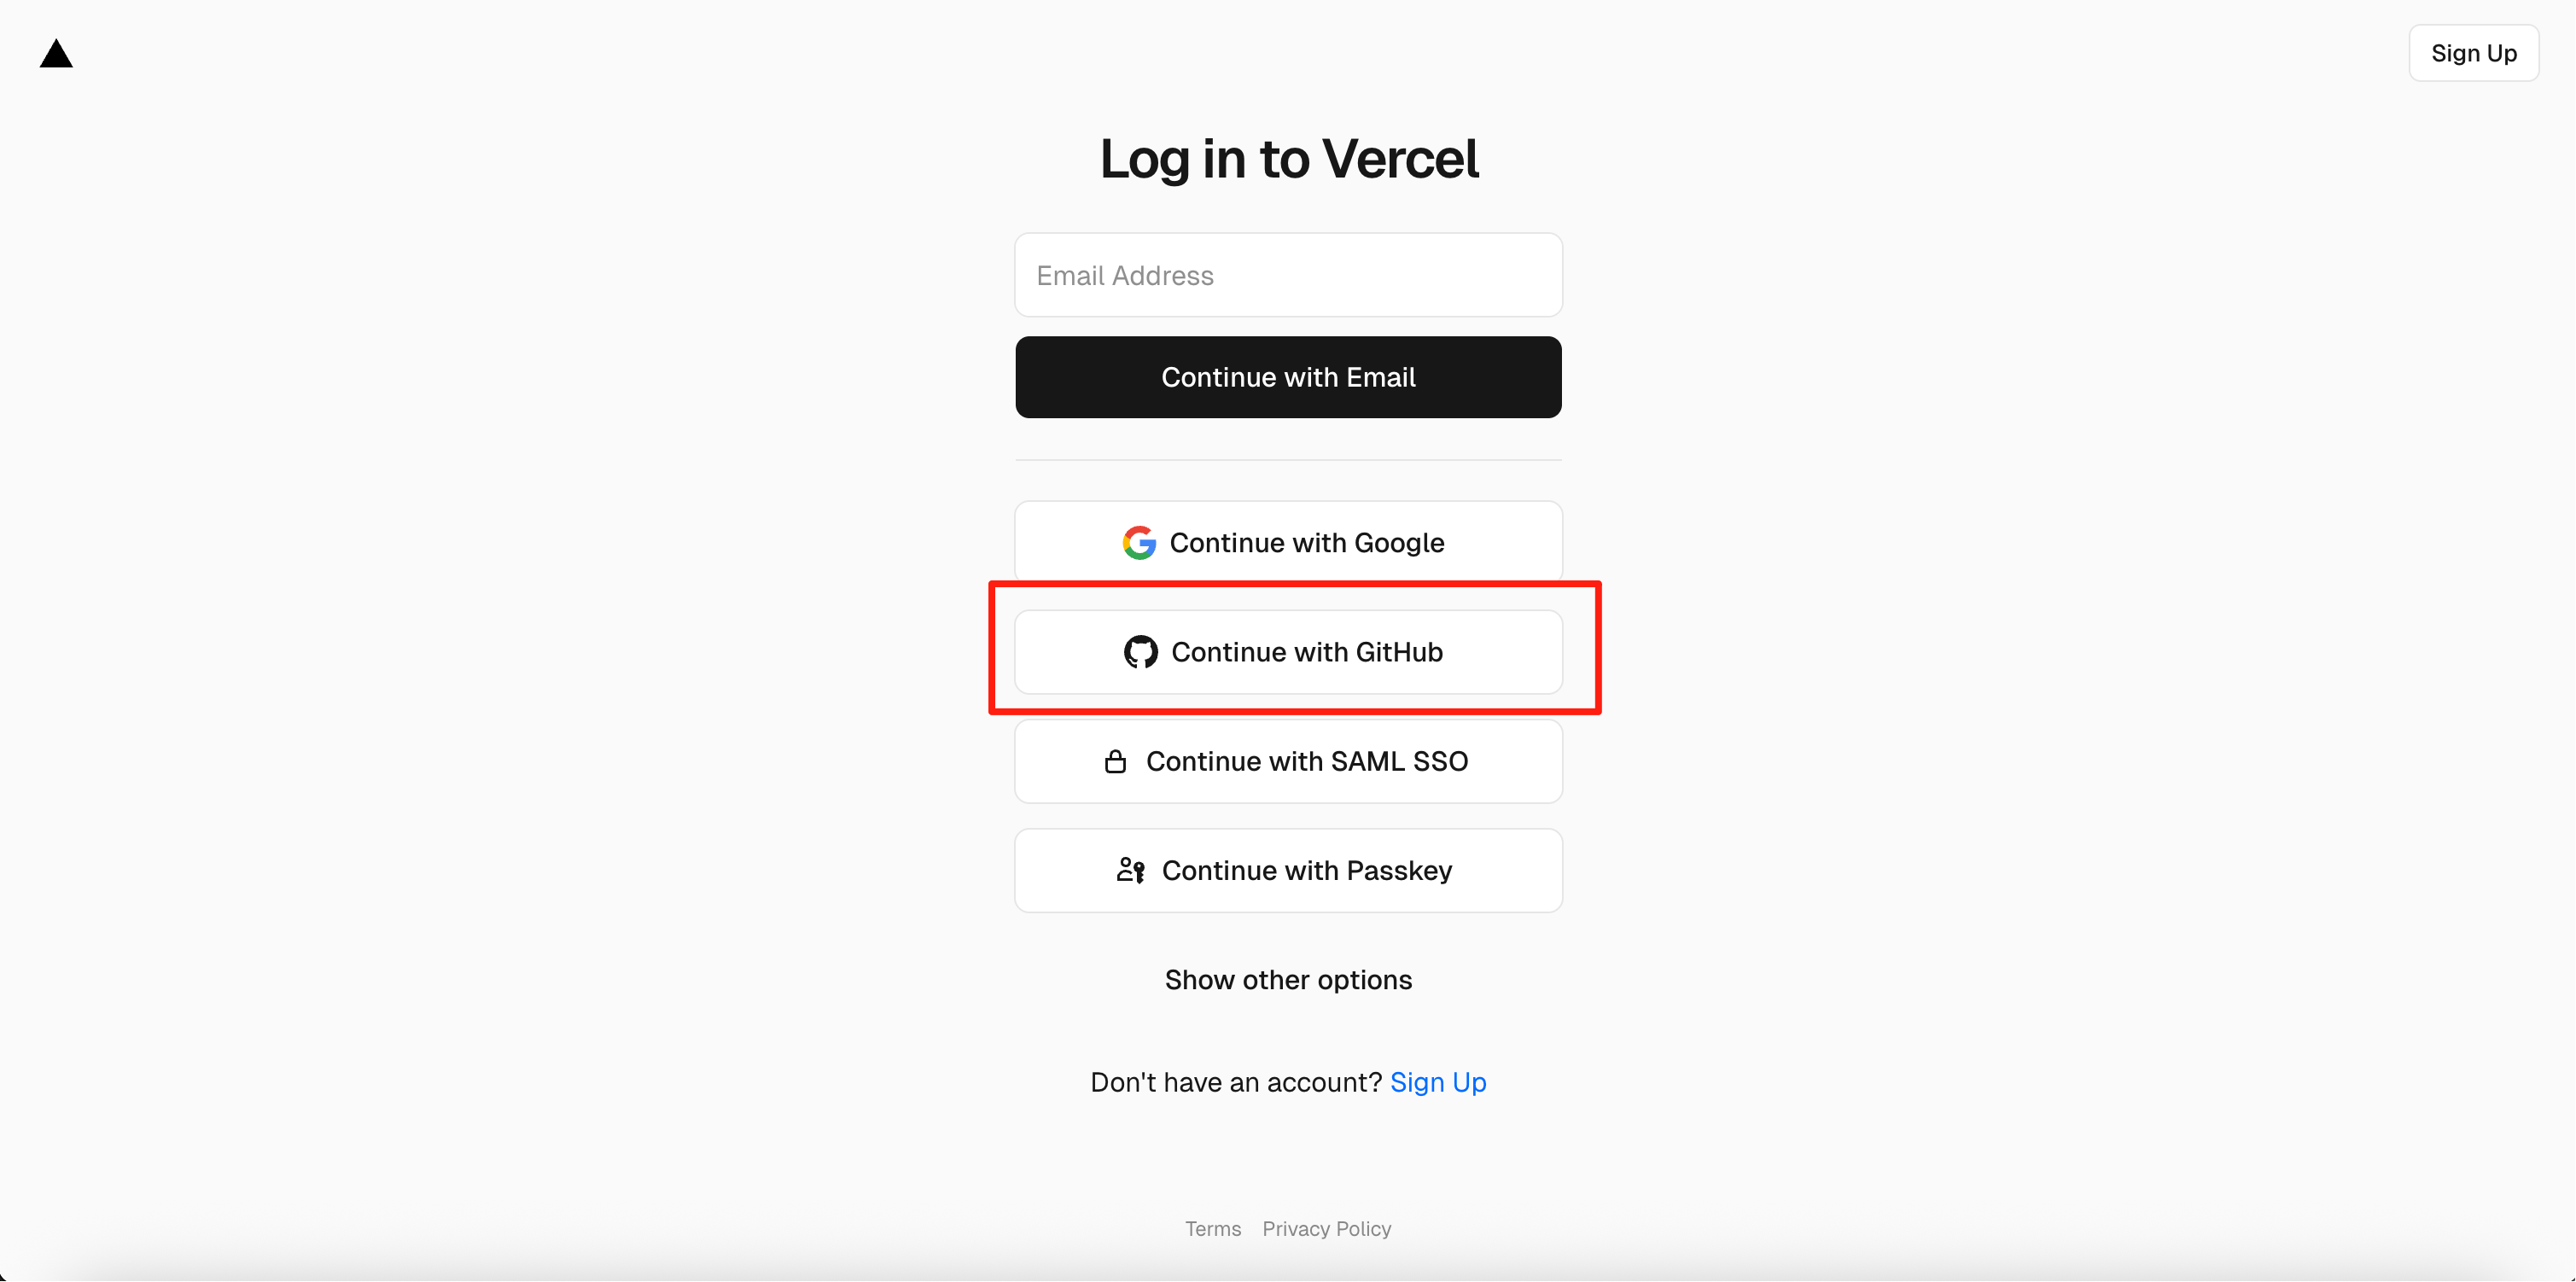 Sign Up
Log in to Vercel
Email Address
Continue with Email
Continue with Google
Continue with GitHub
Continue with SAML SSO
Continue with Passkey
Show other options
Don't have an account? Sign Up
Terms Privacy Policy